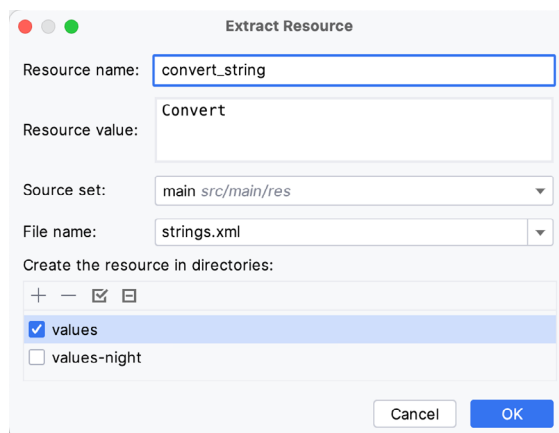 Extract Resource
Resource name: convert_string
Resource value: Convert
Source set: main src/main/res
File name: strings.xml
Create the resource in directories:
values
values-night
Cancel OK